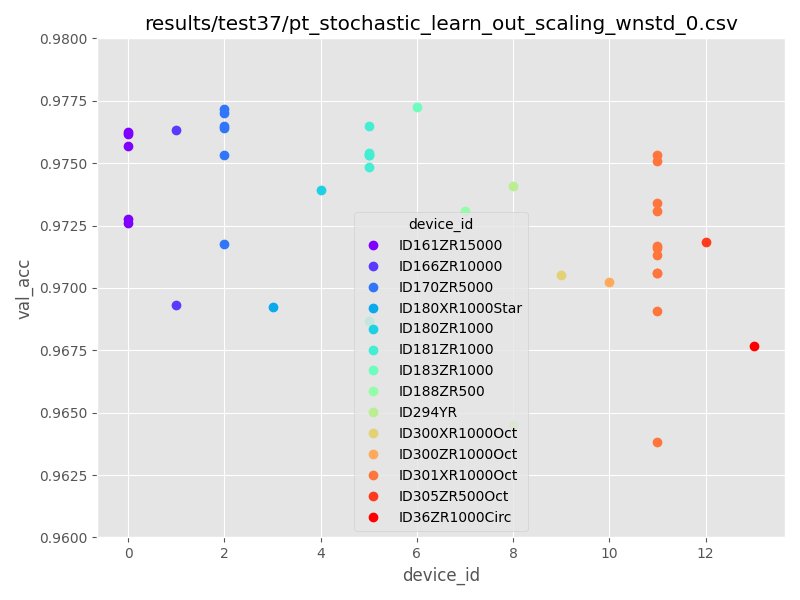 results/test37/pt_stochastic_learn_out_scaling_wnstd_0.csv
0.9800
0.9775
0.9750
0.9725
0.9700
0.9675
0.9650
0.9625
0.9600
val_acc
device_id
ID161ZR15000
ID166ZR10000
ID170ZR5000
ID180XR1000Star
ID180ZR1000
ID181ZR1000
ID183ZR1000
ID188ZR500
ID294YR
ID300XR1000Oct
ID300ZR1000Oct
ID301XR1000Oct
ID305ZR500Oct
ID36ZR1000Circ
0 2 4 6 8 10 12
device_id